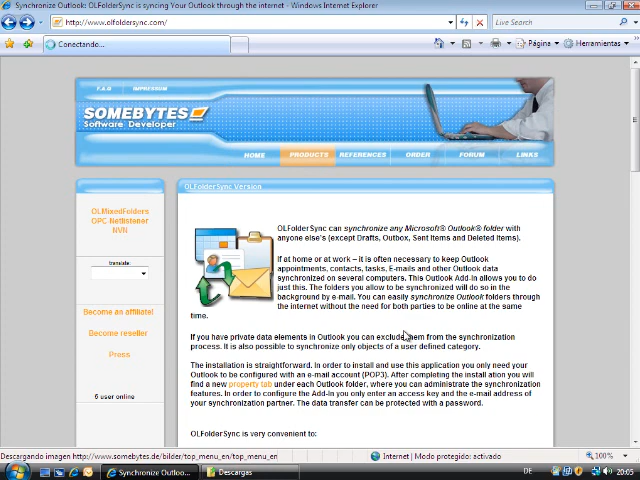 Synchronize Outlook: OLFolderSync is syncing Your Outlook through the internet - Windows Internet Explorer
http://www.olfoldersync.com/
Live Search
Conectando...
Página
Herramientas
F.A.Q
IMPRESSUM
SOMEBYTES
Software Developer
HOME
PRODUCTS
REFERENCES
ORDER
FORUM
LINKS
OLMixedFolders
OPC Netlistener
NVN
translate:
Become an affiliate!
Become reseller
Press
6 user online
OLFolderSync Version
OLFolderSync can synchronize any Microsoft® Outlook® folder with
anyone else's (except Drafts, Outbox, Sent Items and Deleted Items).
If at home or at work – it is often necessary to keep Outlook
appointments, contacts, tasks, E-mails and other Outlook data
synchronized on several computers. This Outlook Add-In allows you to do
just this. The folders you allow to be synchronized will do so in the
background by e-mail. You can easily synchronize Outlook folders through
the internet without the need for both parties to be online at the same
time.
If you have private data elements in Outlook you can exclude them from the synchronization
process. It is also possible to synchronize only objects of a user defined category.
The installation is straightforward. In order to install and use this application you only need your
Outlook to be configured with an e-mail account (POP3). After completing the installation you will
find a new property tab under each Outlook folder, where you can administrate the synchronization
features. In order to configure the Add-In you only enter an access key and the e-mail address of
your synchronization partner. The data transfer can be protected with a password.
OLFolderSync is very convenient to:
Descargando imagen http://www.somebytes.de/bilder/top_menu_en/top_menu_en
Internet | Modo protegido: activado
100%
Synchronize Outloo...
Descargas
DE
20:05